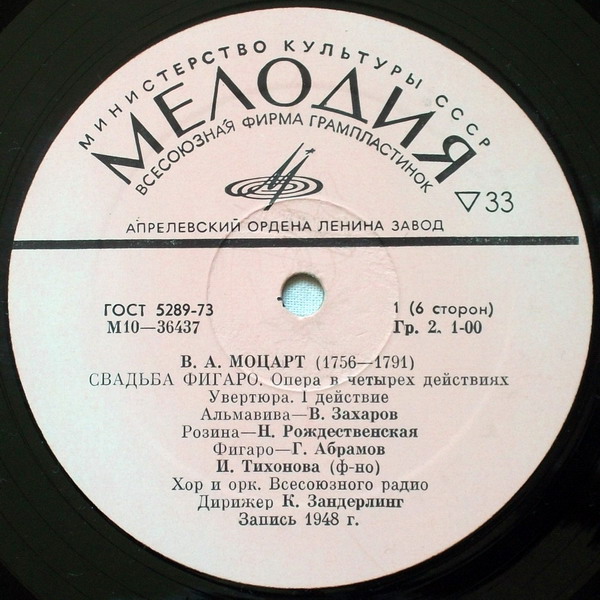 МИНИСТЕРСТВО КУЛЬТУРЫ СССР
МЕЛОДИЯ
ВСЕСОЮЗНАЯ ФИРМА ГРАМПЛАСТИНОК
▽33
АПРЕЛЕВСКИЙ ОРДЕНА ЛЕНИНА ЗАВОД
ГОСТ 5289-73
1 (6 сторон)
М10—36437
Гр. 2. 1-00
В. А. МОЦАРТ (1756—1791)
СВАДЬБА ФИГАРО. Опера в четырех действиях
Увертюра. I действие
Альмавива—В. Захаров
Розина—Н. Рождественская
Фигаро—Г. Абрамов
И. Тихонова (ф-но)
Хор и орк. Всесоюзного радио
Дирижер К. Зандерлинг
Запись 1948 г.